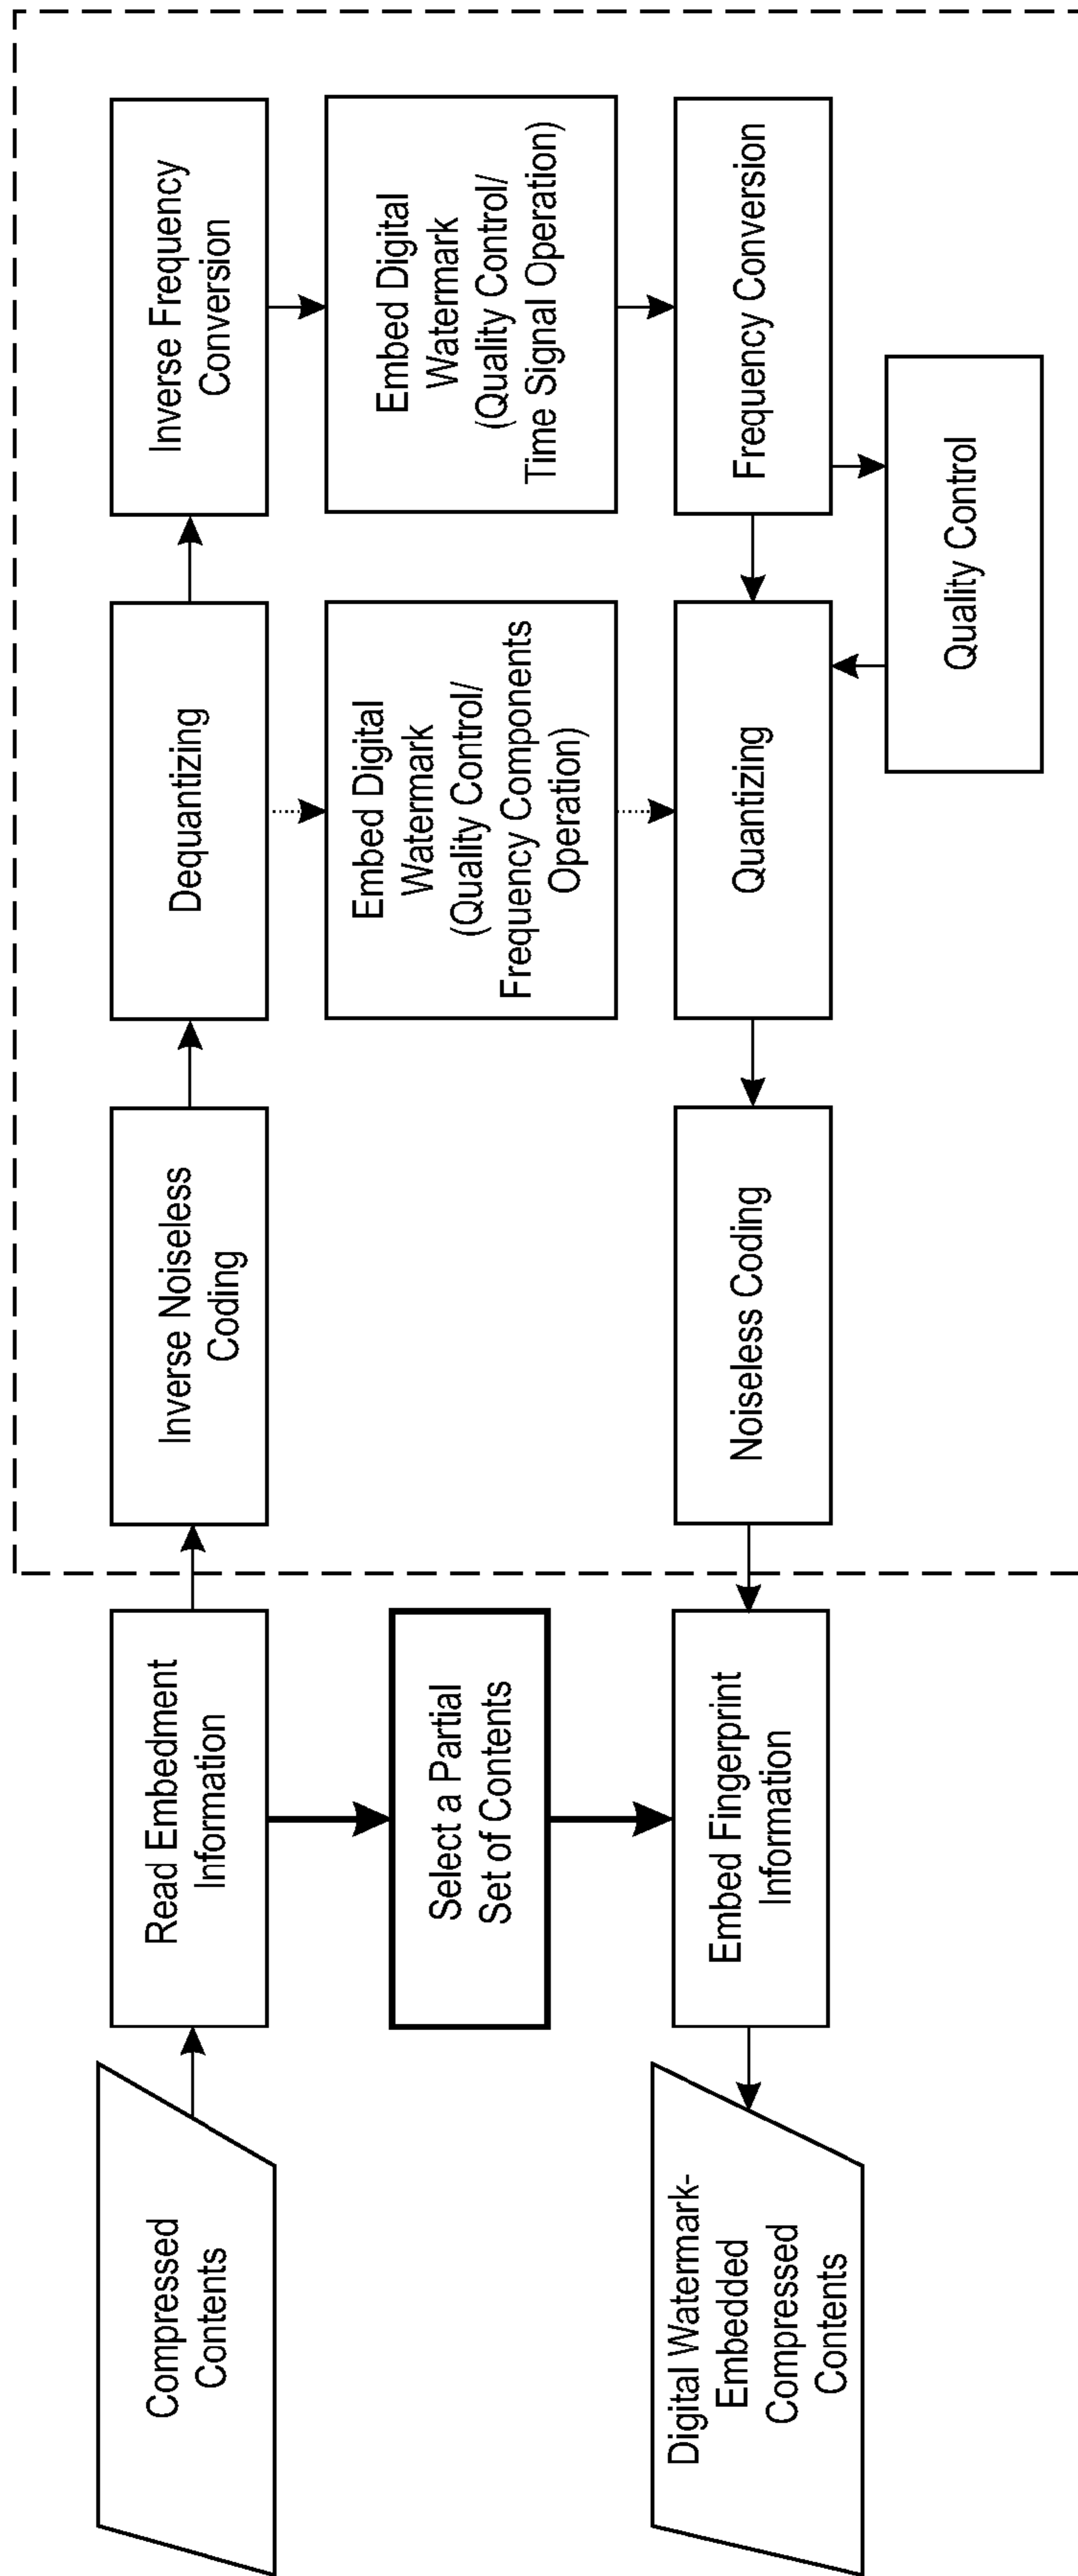 Compressed
Contents
Read Embedment
Information
Inverse Noiseless
Coding
Dequantizing
Inverse Frequency
Conversion
Select a Partial
Set of Contents
Embed Digital
Watermark
(Quality Control/
Frequency Components
Operation)
Embed Digital
Watermark
(Quality Control/
Time Signal Operation)
Digital Watermark-
Embedded
Compressed
Contents
Embed Fingerprint
Information
Noiseless Coding
Quantizing
Frequency Conversion
Quality Control